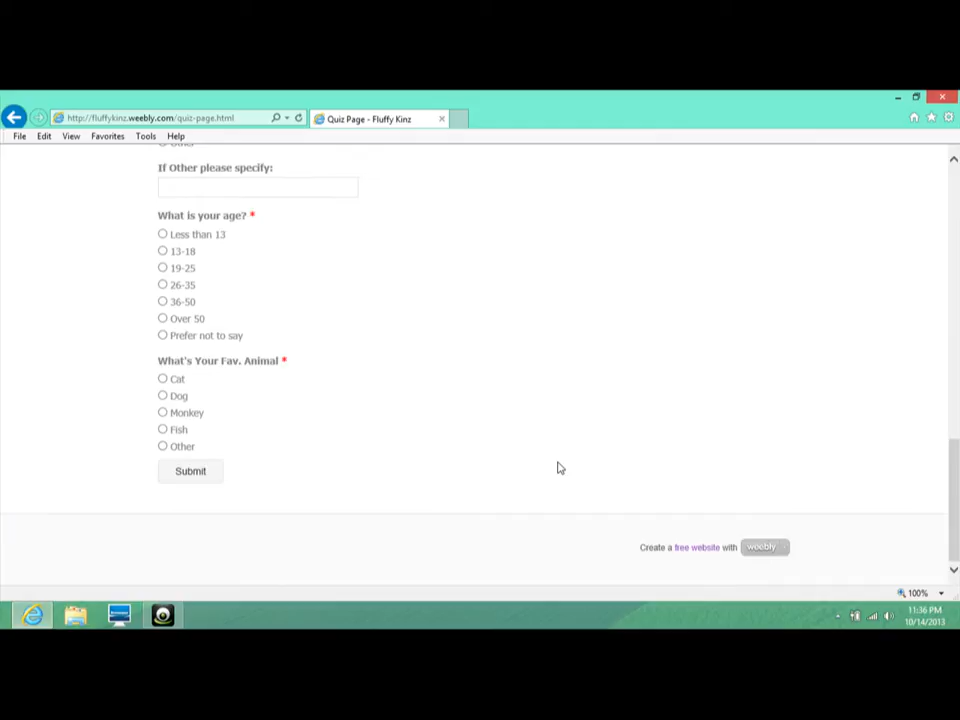 http://fluffykinz.weebly.com/quiz-page.html
Quiz Page - Fluffy Kinz
File Edit View Favorites Tools Help
Other
If Other please specify:
What is your age? *
Less than 13
13-18
19-25
26-35
36-50
Over 50
Prefer not to say
What's Your Fav. Animal *
Cat
Dog
Monkey
Fish
Other
Submit
Create a free website with weebly
100%
11:36 PM
10/14/2013